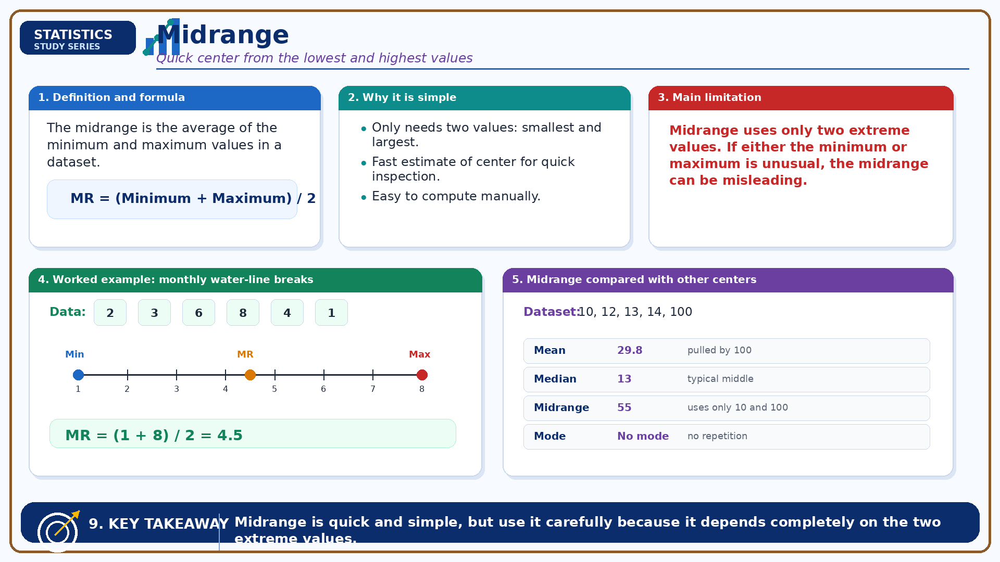 STATISTICS
STUDY SERIES
Midrange
Quick center from the lowest and highest values
1. Definition and formula
The midrange is the average of the
minimum and maximum values in a
dataset.
MR = (Minimum + Maximum) / 2
2. Why it is simple
• Only needs two values: smallest and
largest.
• Fast estimate of center for quick
inspection.
• Easy to compute manually.
3. Main limitation
Midrange uses only two extreme
values. If either the minimum or
maximum is unusual, the midrange
can be misleading.
4. Worked example: monthly water-line breaks
Data: 2 3 6 8 4 1
Min MR Max
1 2 3 4 5 6 7 8
MR = (1 + 8) / 2 = 4.5
5. Midrange compared with other centers
Dataset: 10, 12, 13, 14, 100
Mean 29.8 pulled by 100
Median 13 typical middle
Midrange 55 uses only 10 and 100
Mode No mode no repetition
9. KEY TAKEAWAY
Midrange is quick and simple, but use it carefully because it depends completely on the two
extreme values.